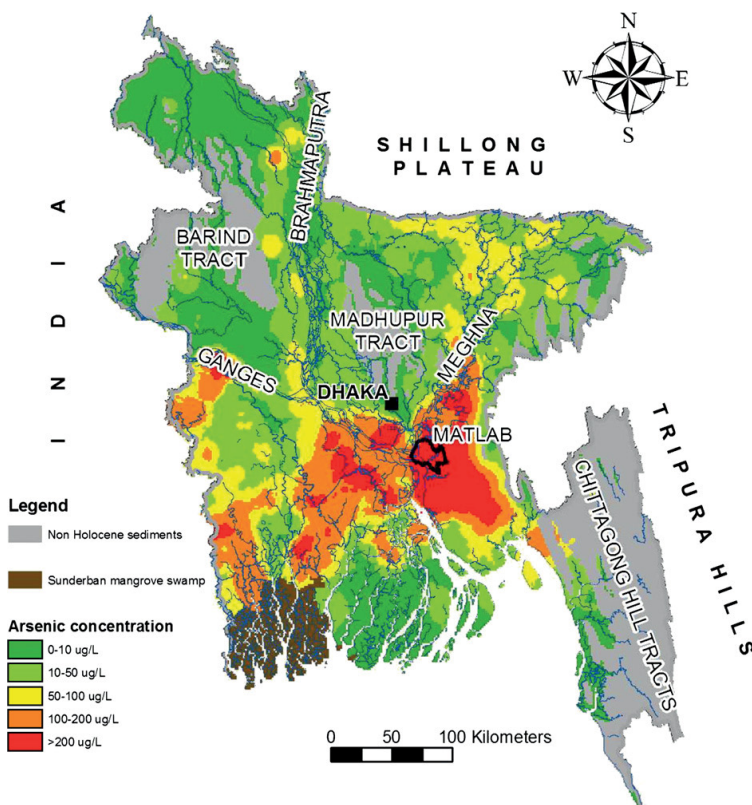 N
W
E
S
SHILLONG
PLATEAU
BRAHMAPUTRA
INDIA
BARIND
TRACT
MADHUPUR
TRACT
MEGHNA
GANGES
DHAKA
MATLAB
TRIPURA HILLS
CHITTAGONG HILL TRACTS
Legend
Non Holocene sediments
Sunderban mangrove swamp
Arsenic concentration
0-10 ug/L
10-50 ug/L
50-100 ug/L
100-200 ug/L
>200 ug/L
0 50 100 Kilometers